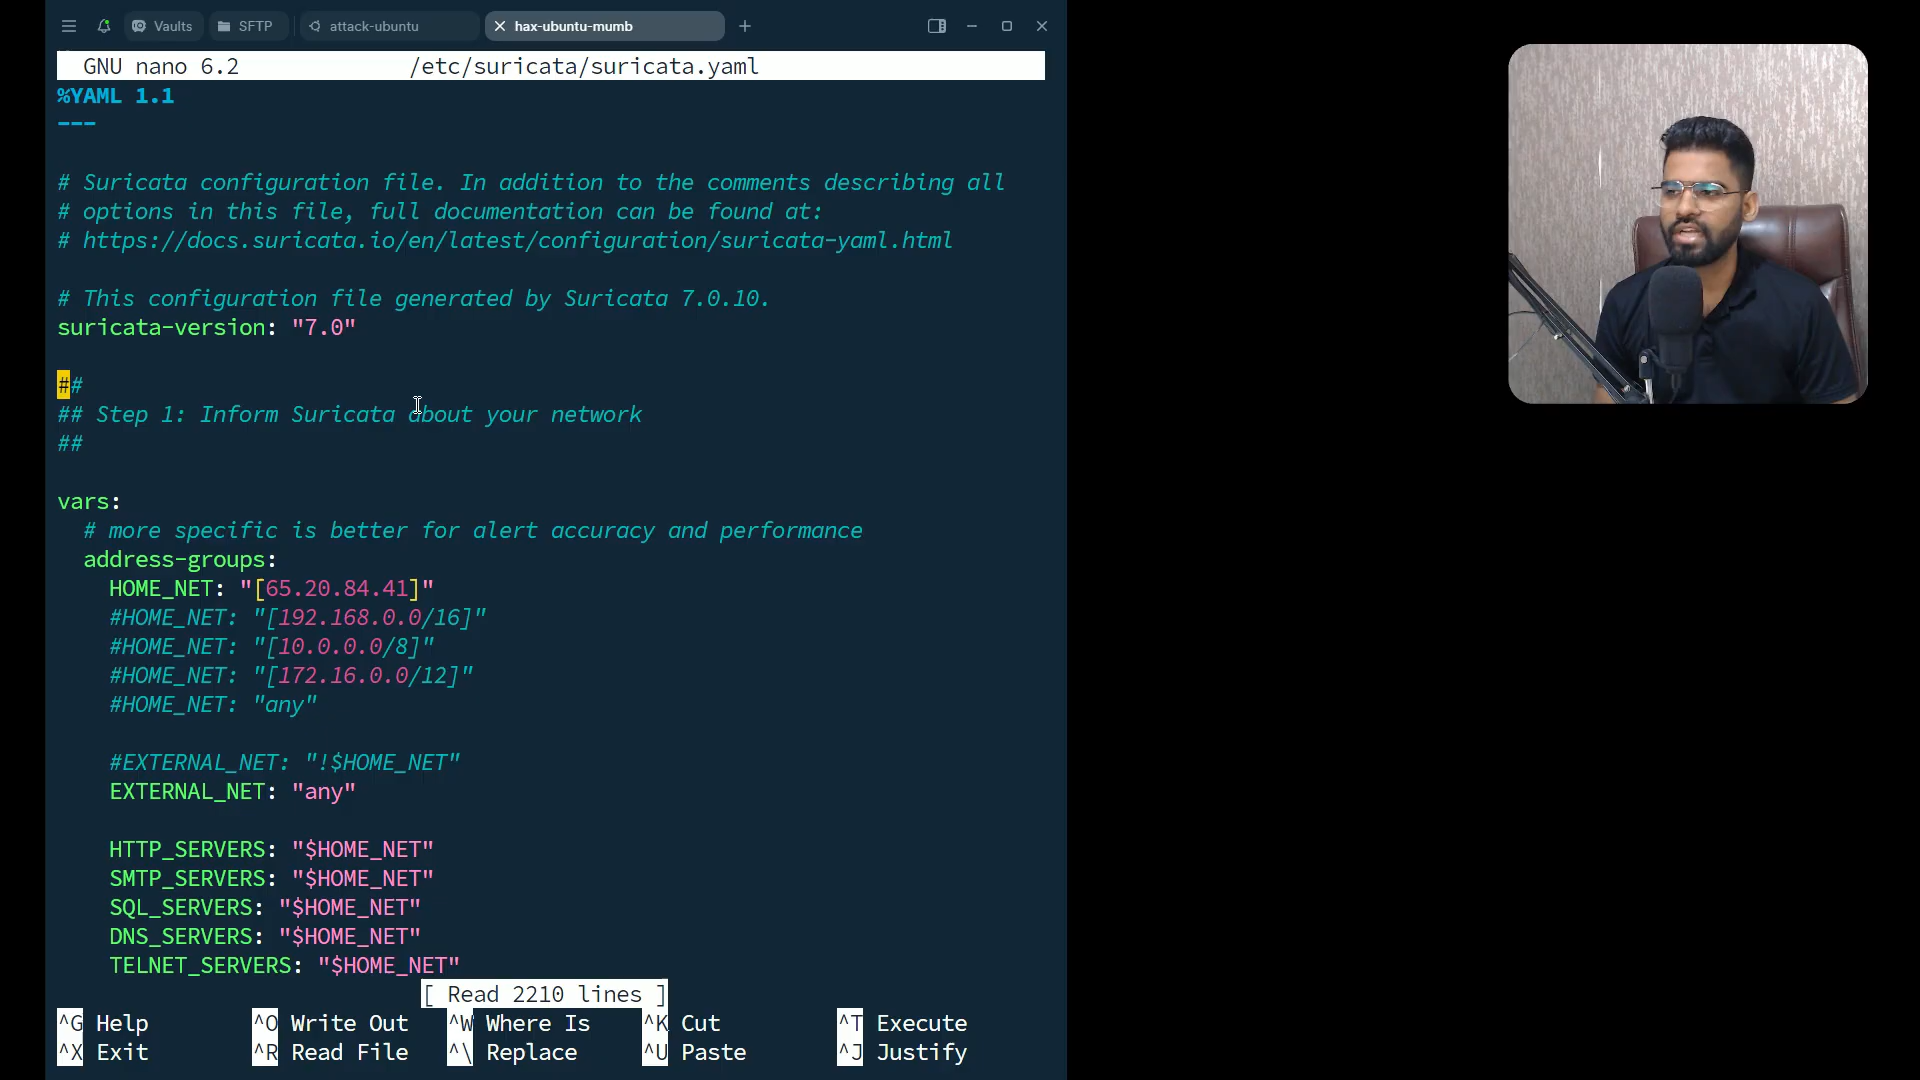 Vaults SFTP attack-ubuntu hax-ubuntu-mumb
GNU nano 6.2 /etc/suricata/suricata.yaml
%YAML 1.1
---
# Suricata configuration file. In addition to the comments describing all
# options in this file, full documentation can be found at:
# https://docs.suricata.io/en/latest/configuration/suricata-yaml.html
# This configuration file generated by Suricata 7.0.10.
suricata-version: "7.0"
##
## Step 1: Inform Suricata about your network
##
vars:
# more specific is better for alert accuracy and performance
address-groups:
HOME_NET: "[65.20.84.41]"
#HOME_NET: "[192.168.0.0/16]"
#HOME_NET: "[10.0.0.0/8]"
#HOME_NET: "[172.16.0.0/12]"
#HOME_NET: "any"
#EXTERNAL_NET: "!$HOME_NET"
EXTERNAL_NET: "any"
HTTP_SERVERS: "$HOME_NET"
SMTP_SERVERS: "$HOME_NET"
SQL_SERVERS: "$HOME_NET"
DNS_SERVERS: "$HOME_NET"
TELNET_SERVERS: "$HOME_NET"
[ Read 2210 lines ]
^G Help ^O Write Out ^W Where Is ^K Cut ^T Execute
^X Exit ^R Read File ^\ Replace ^U Paste ^J Justify